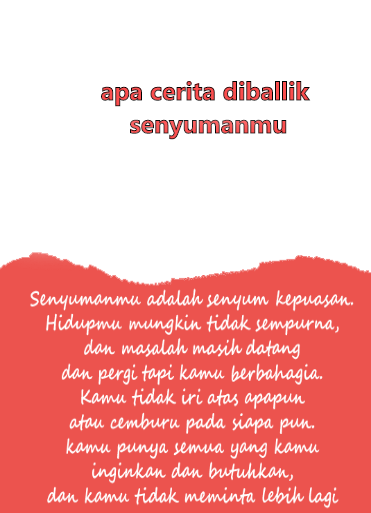 apa cerita diballik
senyumanmu
Senyumanmu adalah senyum kepuasan.
Hidupmu mungkin tidak sempurna,
dan masalah masih datang
dan pergi tapi kamu berbahagia.
Kamu tidak iri atas apapun
atau cemburu pada siapa pun.
kamu punya semua yang kamu
inginkan dan butuhkan,
dan kamu tidak meminta lebih lagi